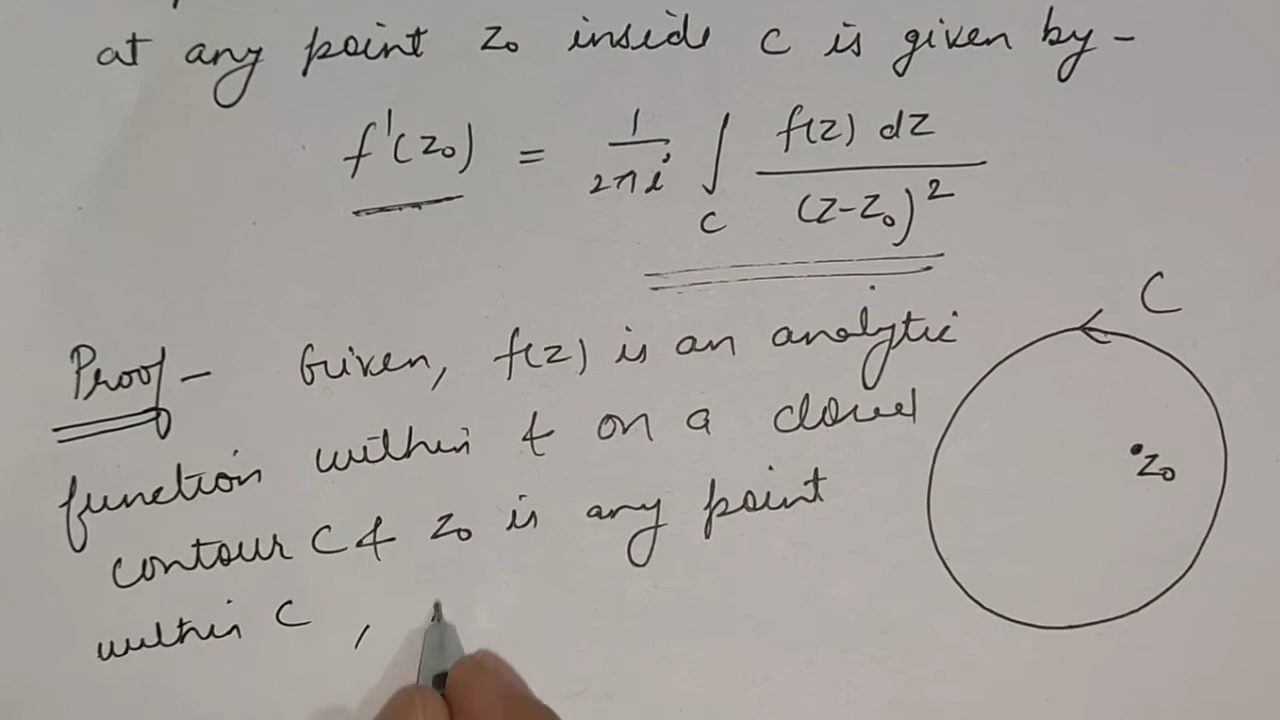 at any point z₀ inside C is given by -
f'(z₀) = 1/2πi ∫_C f(z) dz / (z-z₀)²
C
Proof - Given, f(z) is an analytic
function within & on a closed
•z₀
contour C & z₀ is any point
within C ,